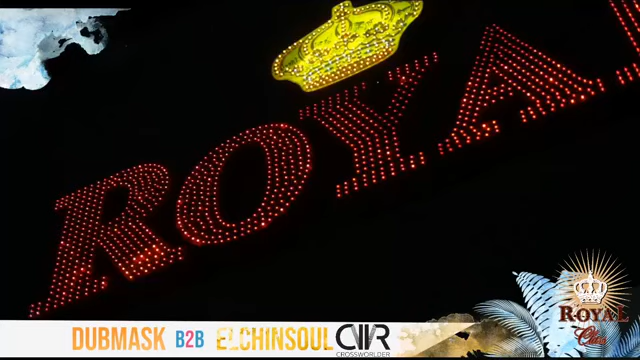 ROYAL
DUBMASK B2B ELCHINSOUL CWR
CROSSWORLDER
ROYAL
Club